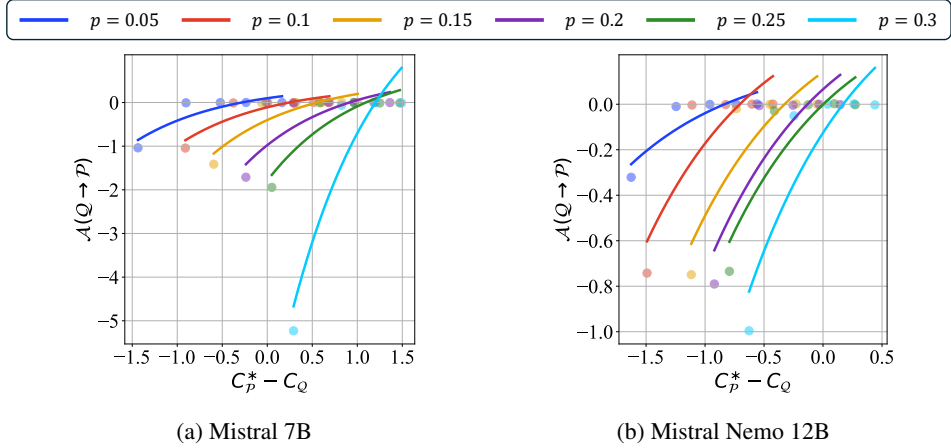 p = 0.05 p = 0.1 p = 0.15 p = 0.2 p = 0.25 p = 0.3
0
−1
−2
−3
−4
−5
𝒜(𝒬 → 𝒫)
−1.5 −1.0 −0.5 0.0 0.5 1.0 1.5
C*𝒫 − C𝒬
(a) Mistral 7B
0.0
−0.2
−0.4
−0.6
−0.8
−1.0
𝒜(𝒬 → 𝒫)
−1.5 −1.0 −0.5 0.0 0.5
C*𝒫 − C𝒬
(b) Mistral Nemo 12B